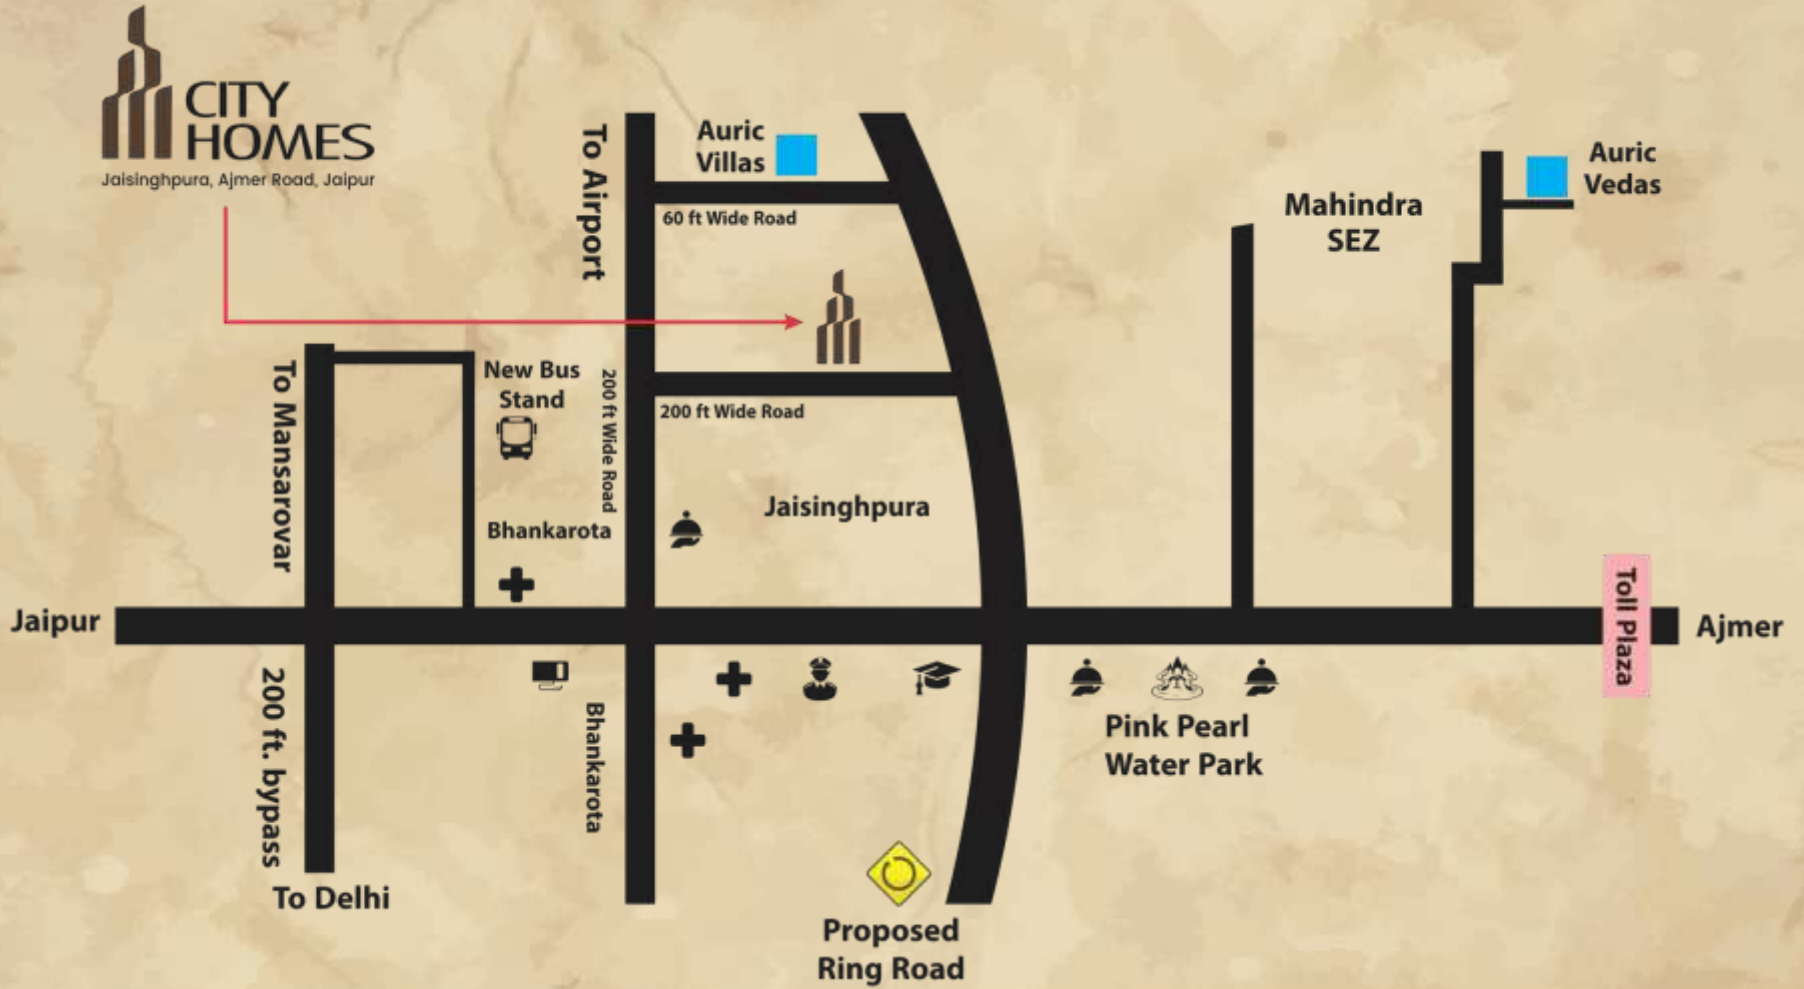 CITY
HOMES
Jaisinghpura, Ajmer Road, Jaipur
To Airport
Auric
Villas
60 ft Wide Road
Mahindra
SEZ
Auric
Vedas
To Mansarovar
New Bus
Stand
200 ft Wide Road
200 ft Wide Road
Jaisinghpura
Bhankarota
Jaipur
Toll Plaza
Ajmer
200 ft. bypass
Bhankarota
Pink Pearl
Water Park
To Delhi
Proposed
Ring Road